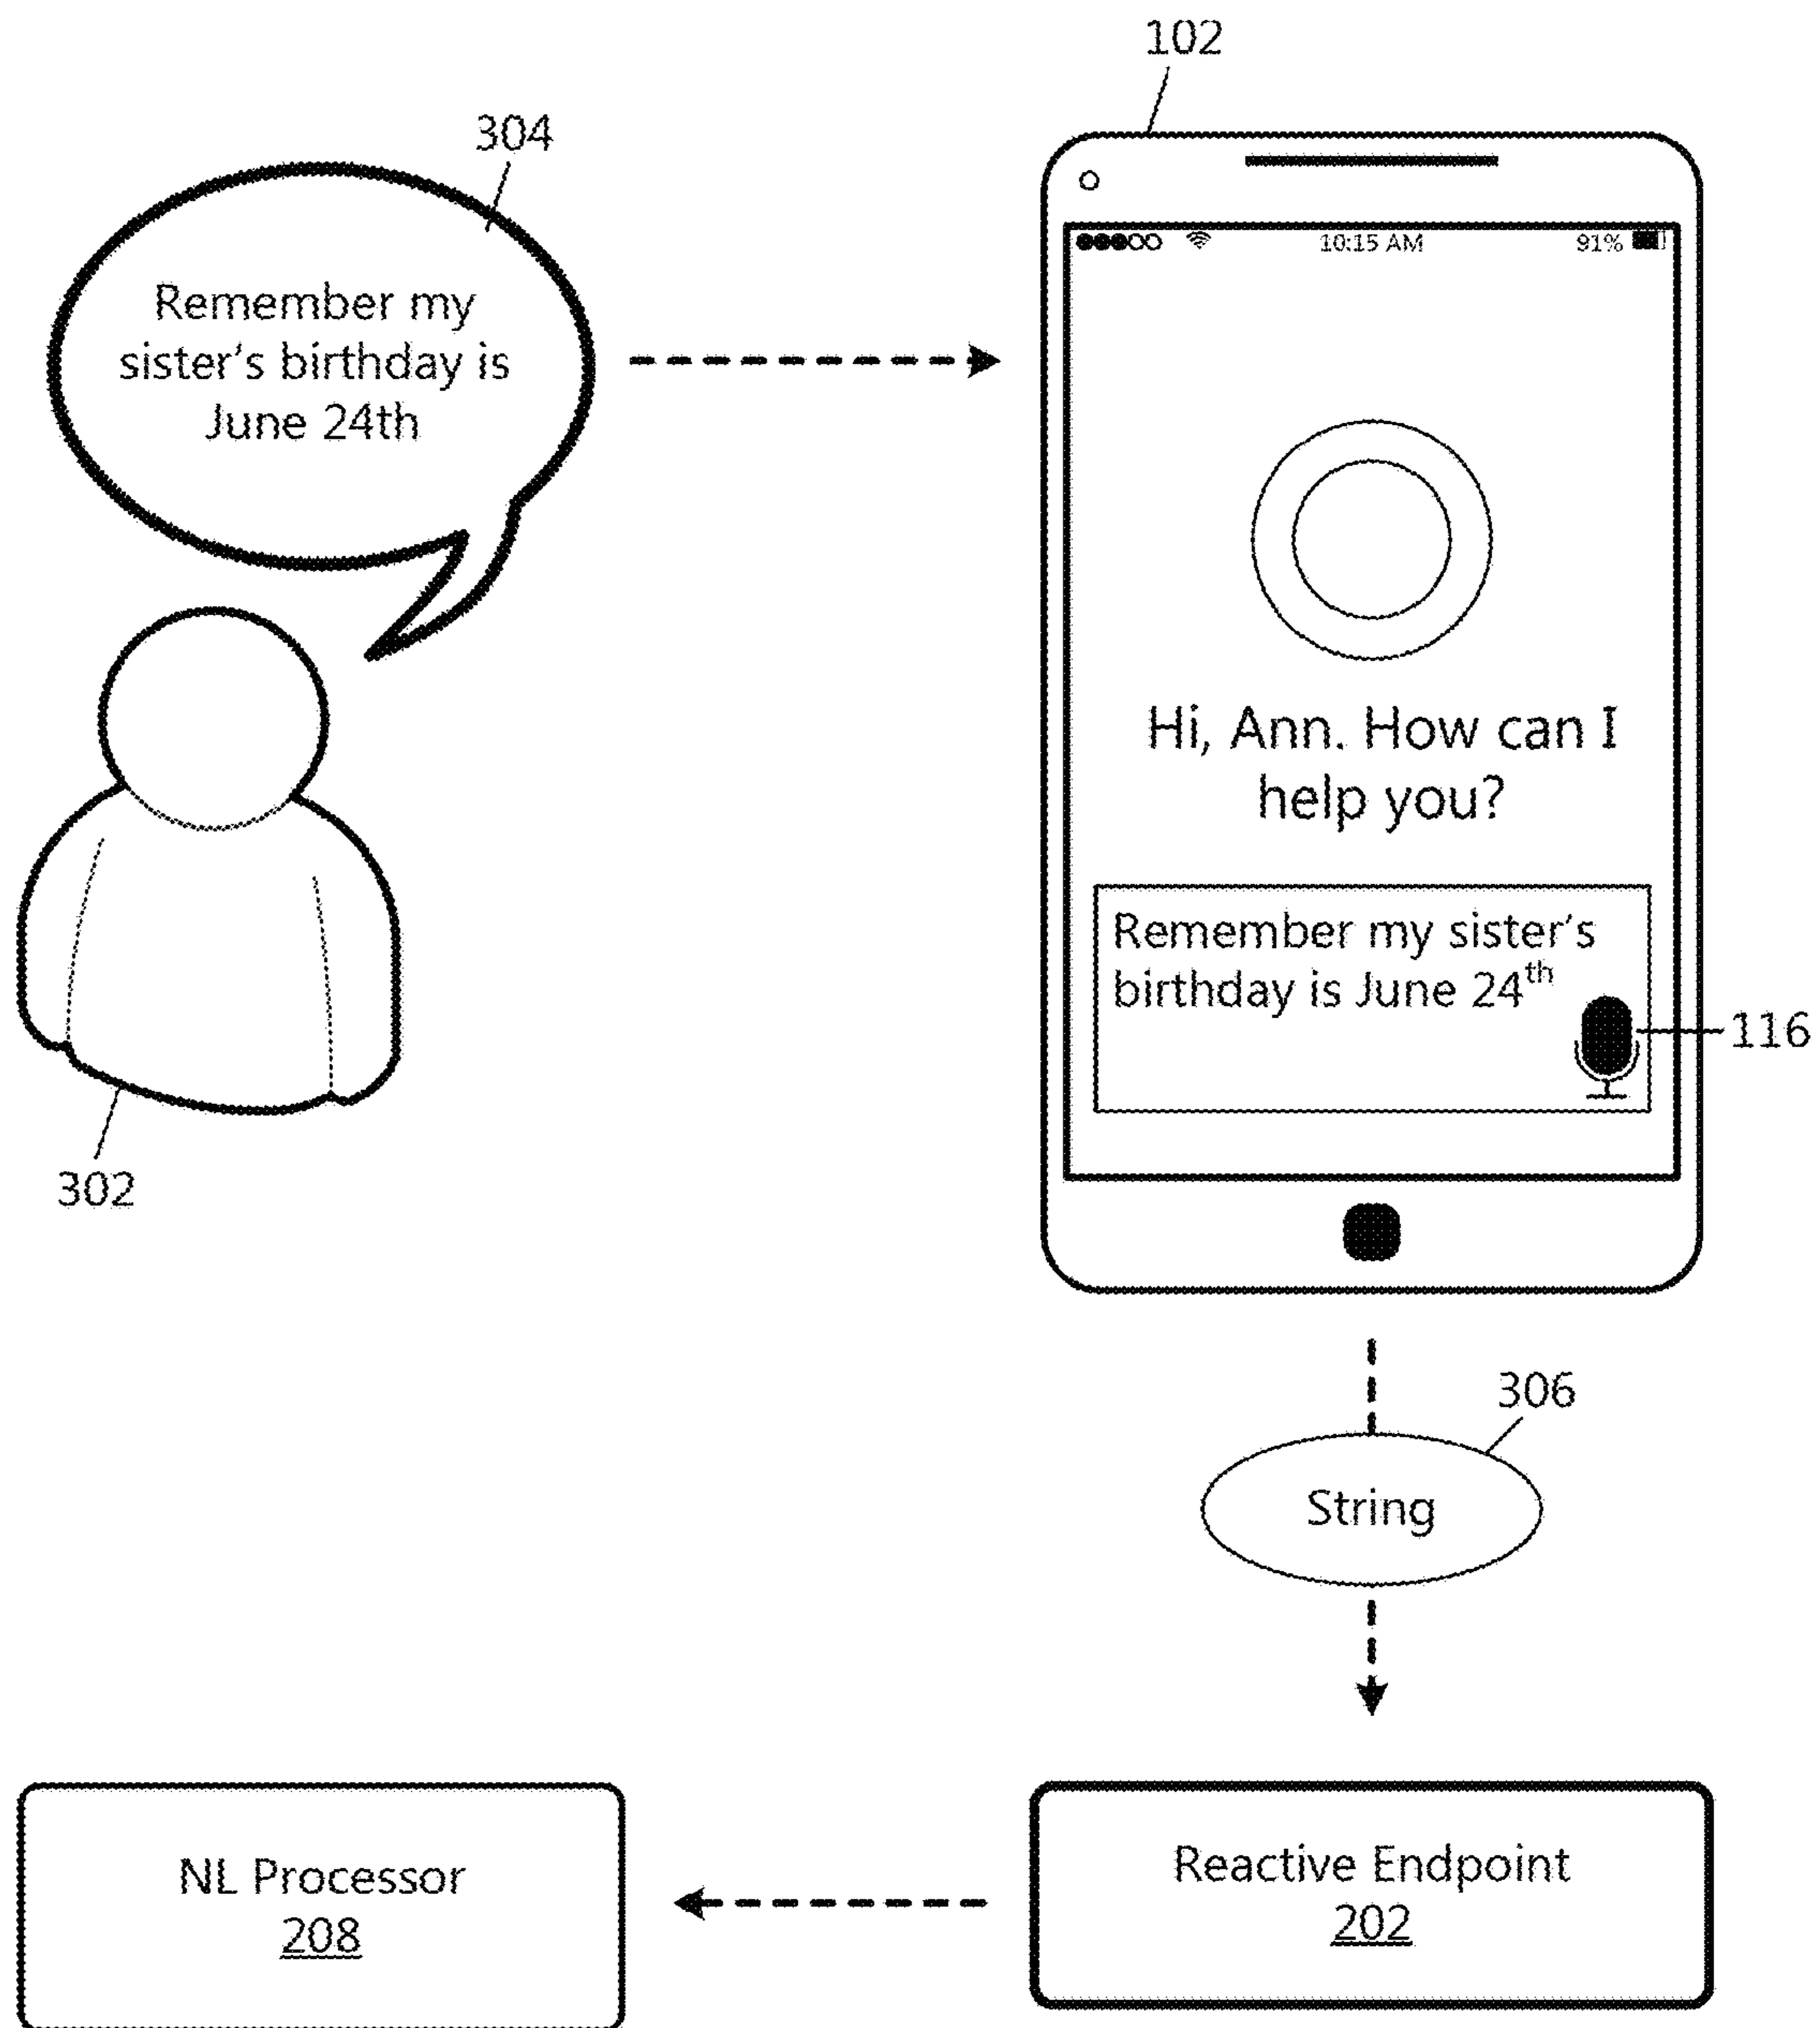 102
304
Remember my
sister's birthday is
June 24th
10:15 AM
91%
Hi, Ann. How can I
help you?
Remember my sister's
birthday is June 24th
116
302
306
String
NL Processor
208
Reactive Endpoint
202